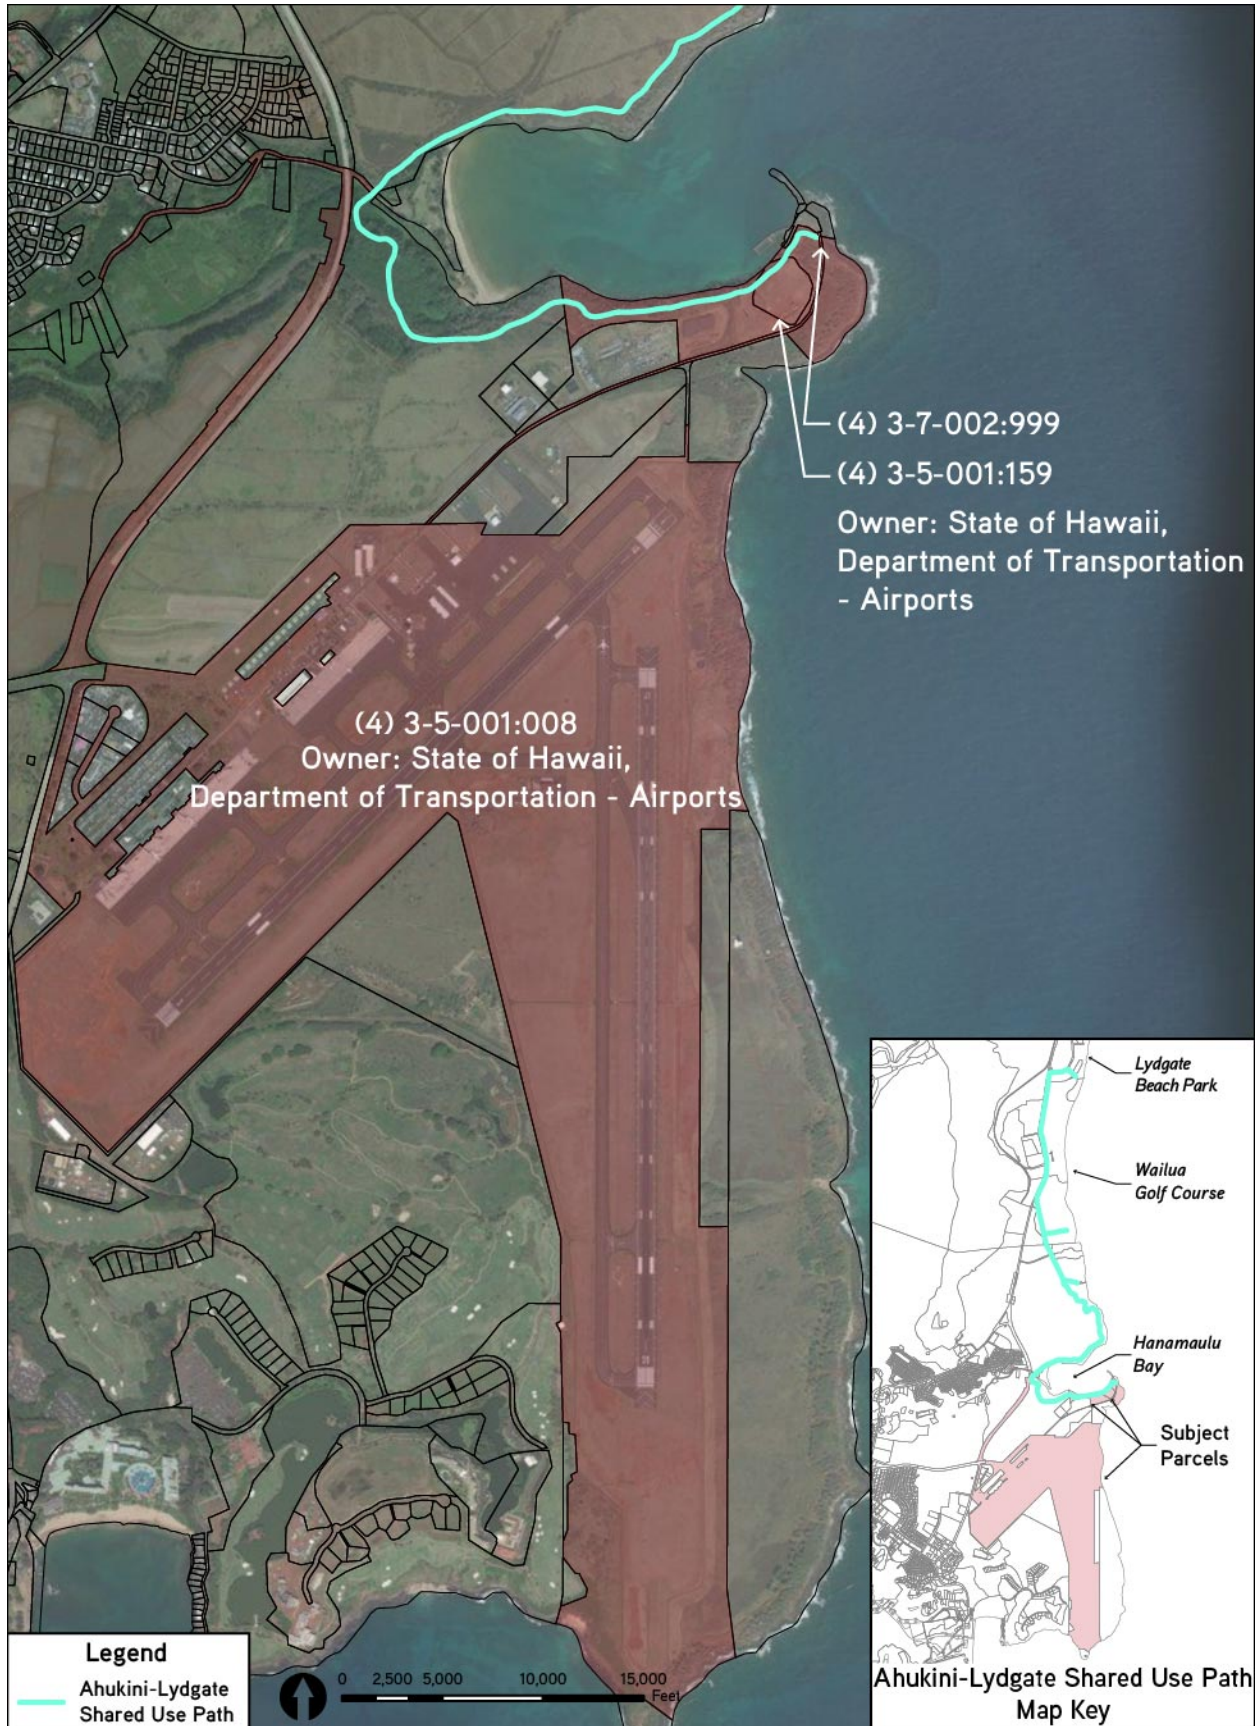 (4) 3-7-002:999
(4) 3-5-001:159
Owner: State of Hawaii,
Department of Transportation
- Airports
(4) 3-5-001:008
Owner: State of Hawaii,
Department of Transportation - Airports
Lydgate
Beach Park
Wailua
Golf Course
Hanamaulu
Bay
Subject
Parcels
Ahukini-Lydgate Shared Use Path
Map Key
Legend
Ahukini-Lydgate
Shared Use Path
0 2,500 5,000 10,000 15,000
Feet